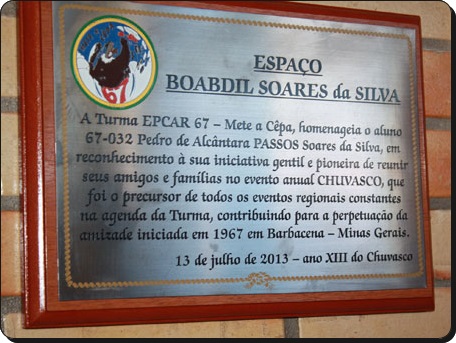 ESPAÇO
BOABDIL SOARES da SILVA
A Turma EPCAR 67 – Mete a Cêpa, homenageia o aluno
67-032 Pedro de Alcântara PASSOS Soares da Silva, em
reconhecimento à sua iniciativa gentil e pioneira de reunir
seus amigos e famílias no evento anual CHUVASCO, que
foi o precursor de todos os eventos regionais constantes
na agenda da Turma, contribuindo para a perpetuação da
amizade iniciada em 1967 em Barbacena – Minas Gerais.
13 de julho de 2013 – ano XIII do Chuvasco